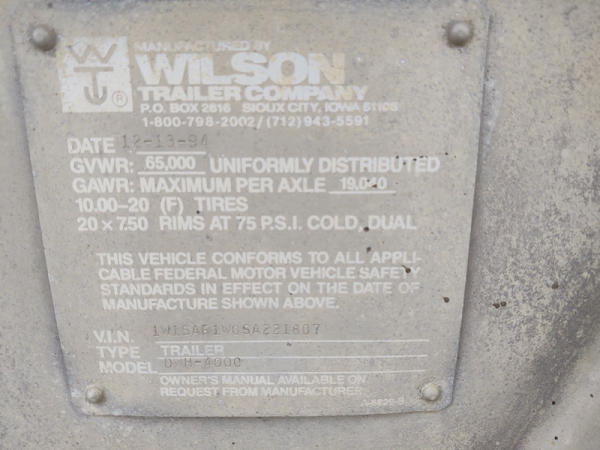 MANUFACTURED BY
WILSON
TRAILER COMPANY
P.O. BOX 2616 SIOUX CITY, IOWA 51106
1-800-798-2002/(712)943-5591
DATE 12-13-94
GVWR: 65,000 UNIFORMLY DISTRIBUTED
GAWR: MAXIMUM PER AXLE 19,040
10.00-20 (F) TIRES
20 x 7.50 RIMS AT 75 P.S.I. COLD, DUAL
THIS VEHICLE CONFORMS TO ALL APPLI-
CABLE FEDERAL MOTOR VEHICLE SAFETY
STANDARDS IN EFFECT ON THE DATE OF
MANUFACTURE SHOWN ABOVE.
V.I.N.
TYPE TRAILER
MODEL
OWNER'S MANUAL AVAILABLE ON
REQUEST FROM MANUFACTURER